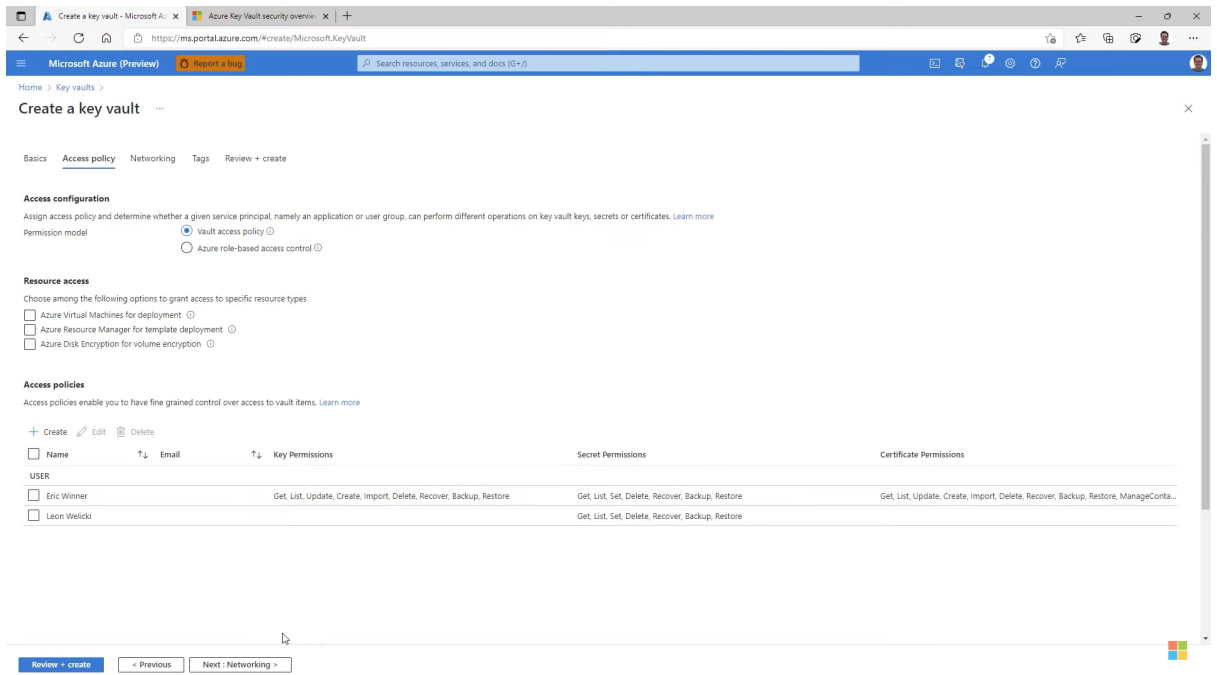 Create a key vault - Microsoft Az
Azure Key Vault security overvie
https://ms.portal.azure.com/#create/Microsoft.KeyVault
Microsoft Azure (Preview)
Report a bug
Search resources, services, and docs (G+/)
7
Home > Key vaults >
Create a key vault ...
Basics Access policy Networking Tags Review + create
Access configuration
Assign access policy and determine whether a given service principal, namely an application or user group, can perform different operations on key vault keys, secrets or certificates. Learn more
Permission model
Vault access policy
Azure role-based access control
Resource access
Choose among the following options to grant access to specific resource types
Azure Virtual Machines for deployment
Azure Resource Manager for template deployment
Azure Disk Encryption for volume encryption
Access policies
Access policies enable you to have fine grained control over access to vault items. Learn more
+ Create Edit Delete
Name Email Key Permissions Secret Permissions Certificate Permissions
USER
Eric Winner Get, List, Update, Create, Import, Delete, Recover, Backup, Restore Get, List, Set, Delete, Recover, Backup, Restore Get, List, Update, Create, Import, Delete, Recover, Backup, Restore, ManageConta...
Leon Welicki Get, List, Set, Delete, Recover, Backup, Restore
Review + create < Previous Next : Networking >